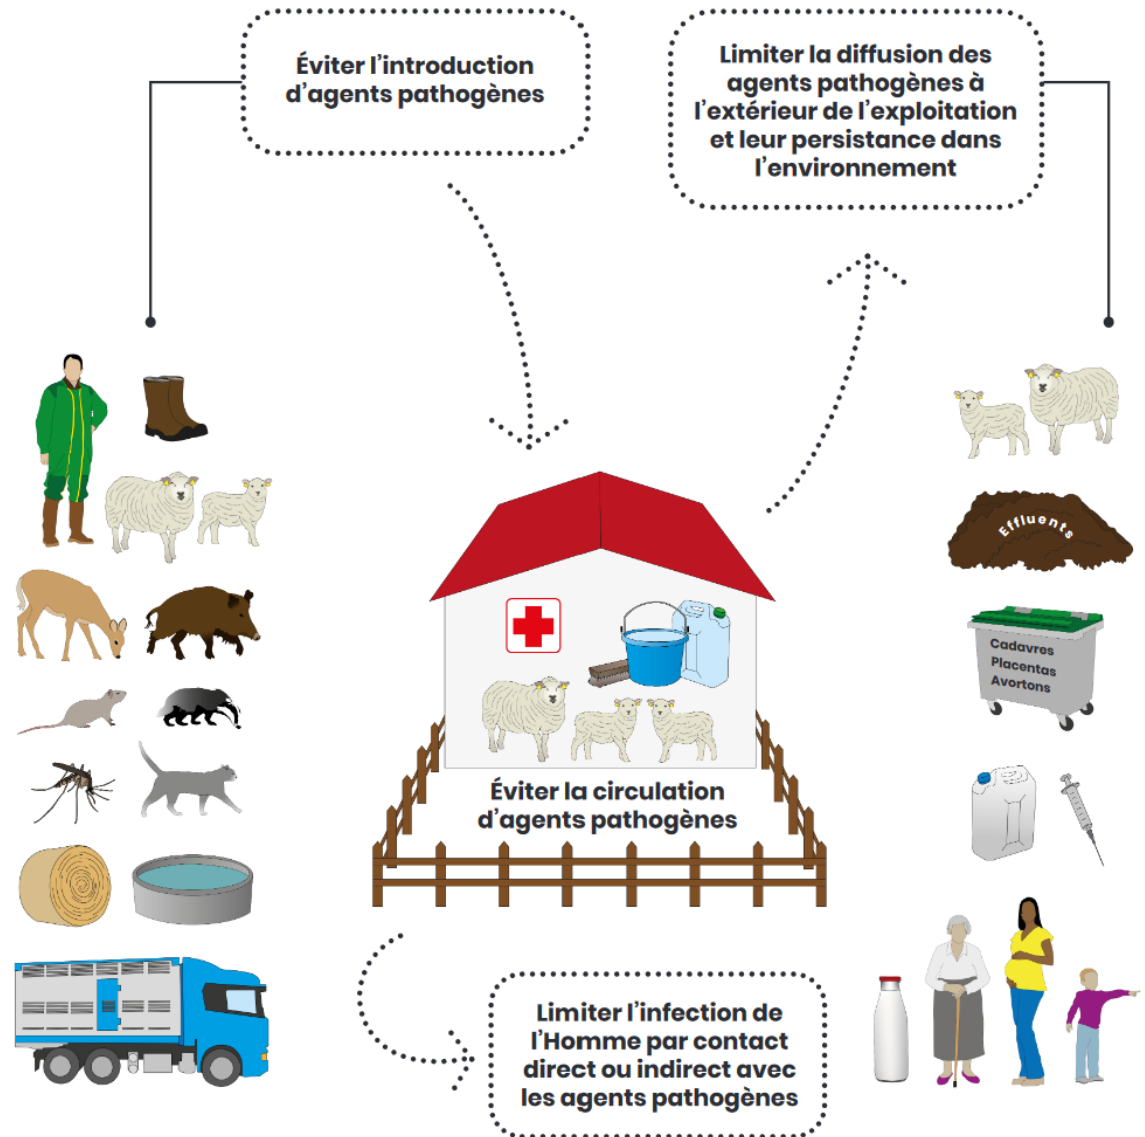 Éviter l’introduction
d’agents pathogènes
Limiter la diffusion des
agents pathogènes à
l’extérieur de l’exploitation
et leur persistance dans
l’environnement
Effluents
Cadavres
Placentas
Avortons
Éviter la circulation
d’agents pathogènes
Limiter l’infection de
l’Homme par contact
direct ou indirect avec
les agents pathogènes